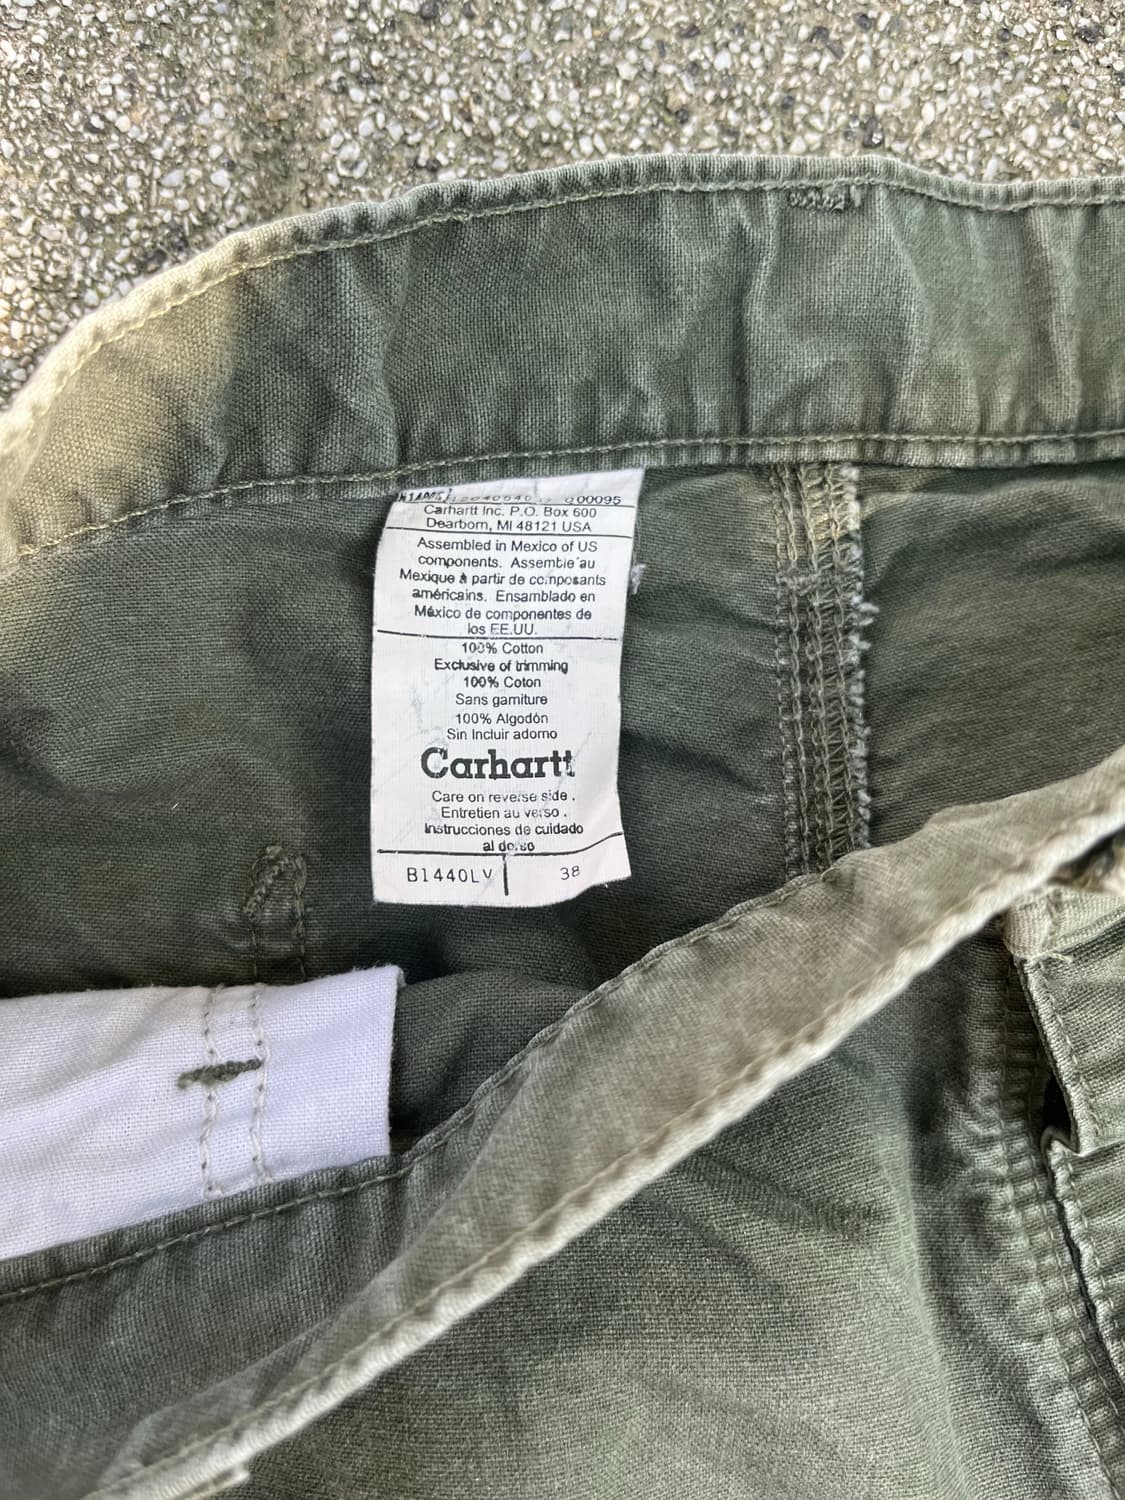 Q00095
Carhartt Inc. P.O. Box 600
Dearborn, MI 48121 USA
Assembled in Mexico of US
components. Assemble'au
Mexique à partir de composants
américains. Ensamblado en
México de componentes de
los EE.UU.
100% Cotton
Exclusive of trimming
100% Coton
Sans garniture
100% Algodón
Sin Incluir adorno
Carhartt
Care on reverse side .
Entretien au verso .
Instrucciones de cuidado
al dorso
B1440LV 38